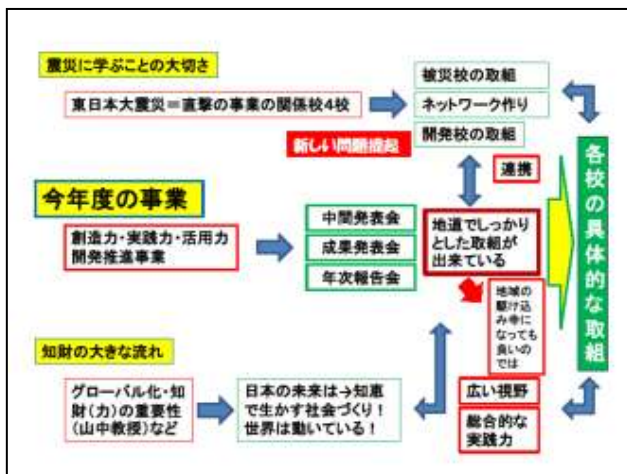 震災に学ぶことの大切さ
東日本大震災＝直撃の事業の関係校4校
被災校の取組
ネットワーク作り
開発校の取組
新しい問題提起
連携
今年度の事業
創造力・実践力・活用力
開発推進事業
中間発表会
成果発表会
年次報告会
地道でしっかり
とした取組が
出来ている
地域の
駆け込
み寺に
なっても
良いの
では
各校の具体的な取組
知財の大きな流れ
グローバル化・知
財（力）の重要性
（山中教授）など
日本の未来は→知恵
で生かす社会づくり！
世界は動いている！
広い視野
総合的な
実践力